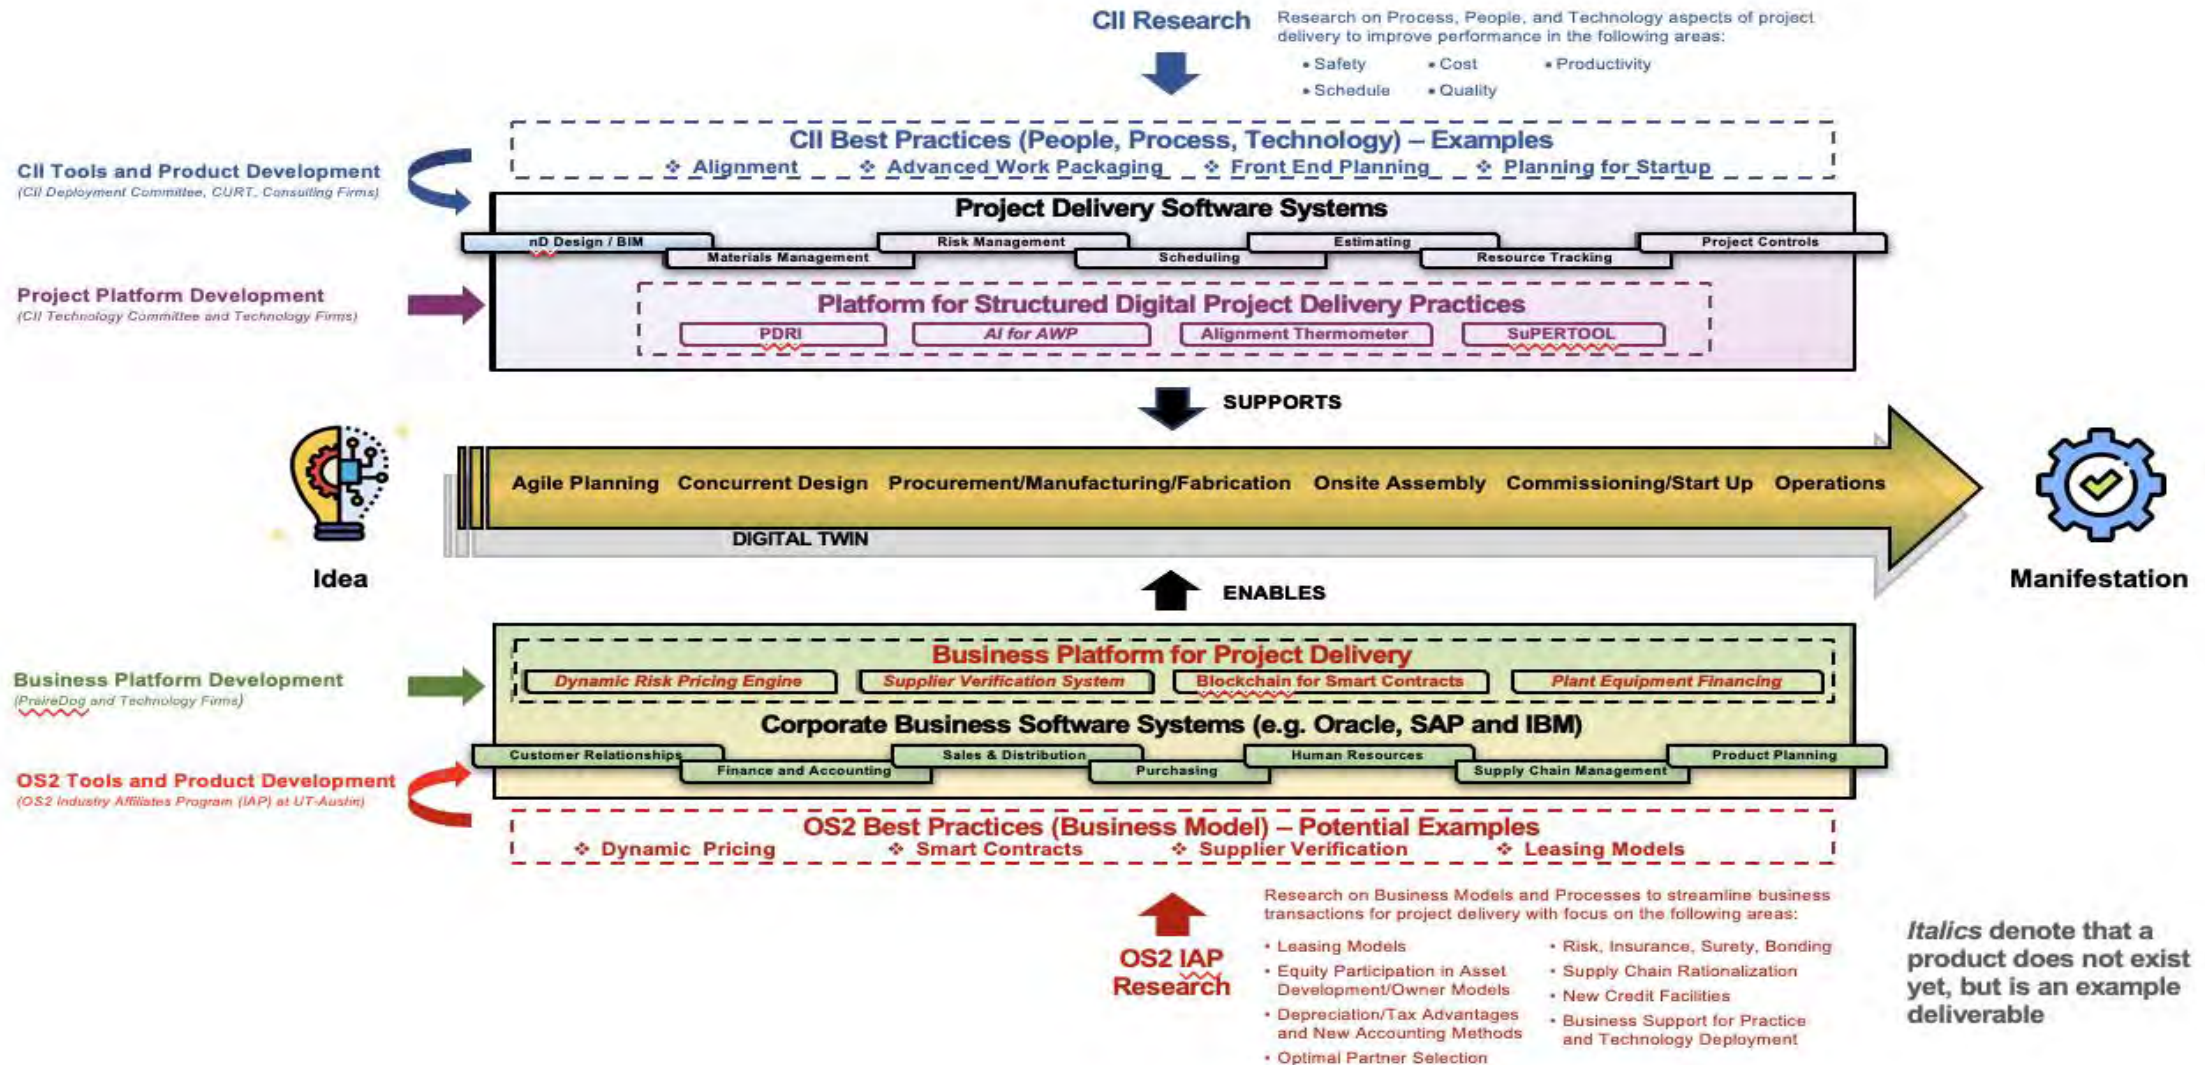 CII Research
Research on Process, People, and Technology aspects of project
delivery to improve performance in the following areas:
• Safety • Cost • Productivity
• Schedule • Quality
CII Best Practices (People, Process, Technology) – Examples
❖ Alignment ❖ Advanced Work Packaging ❖ Front End Planning ❖ Planning for Startup
CII Tools and Product Development
(CII Deployment Committee, CURT, Consulting Firms)
Project Delivery Software Systems
nD Design / BIM Risk Management Estimating Project Controls
Materials Management Scheduling Resource Tracking
Project Platform Development
(CII Technology Committee and Technology Firms)
Platform for Structured Digital Project Delivery Practices
PDRI AI for AWP Alignment Thermometer SuPERTOOL
SUPPORTS
Agile Planning Concurrent Design Procurement/Manufacturing/Fabrication Onsite Assembly Commissioning/Start Up Operations
DIGITAL TWIN
Idea
Manifestation
ENABLES
Business Platform Development
(PraireDog and Technology Firms)
Business Platform for Project Delivery
Dynamic Risk Pricing Engine Supplier Verification System Blockchain for Smart Contracts Plant Equipment Financing
Corporate Business Software Systems (e.g. Oracle, SAP and IBM)
Customer Relationships Sales & Distribution Human Resources Product Planning
Finance and Accounting Purchasing Supply Chain Management
OS2 Tools and Product Development
(OS2 Industry Affiliates Program (IAP) at UT-Austin)
OS2 Best Practices (Business Model) – Potential Examples
❖ Dynamic Pricing ❖ Smart Contracts ❖ Supplier Verification ❖ Leasing Models
OS2 IAP
Research
Research on Business Models and Processes to streamline business
transactions for project delivery with focus on the following areas:
• Leasing Models
• Equity Participation in Asset
Development/Owner Models
• Depreciation/Tax Advantages
and New Accounting Methods
• Optimal Partner Selection
• Risk, Insurance, Surety, Bonding
• Supply Chain Rationalization
• New Credit Facilities
• Business Support for Practice
and Technology Deployment
Italics denote that a
product does not exist
yet, but is an example
deliverable